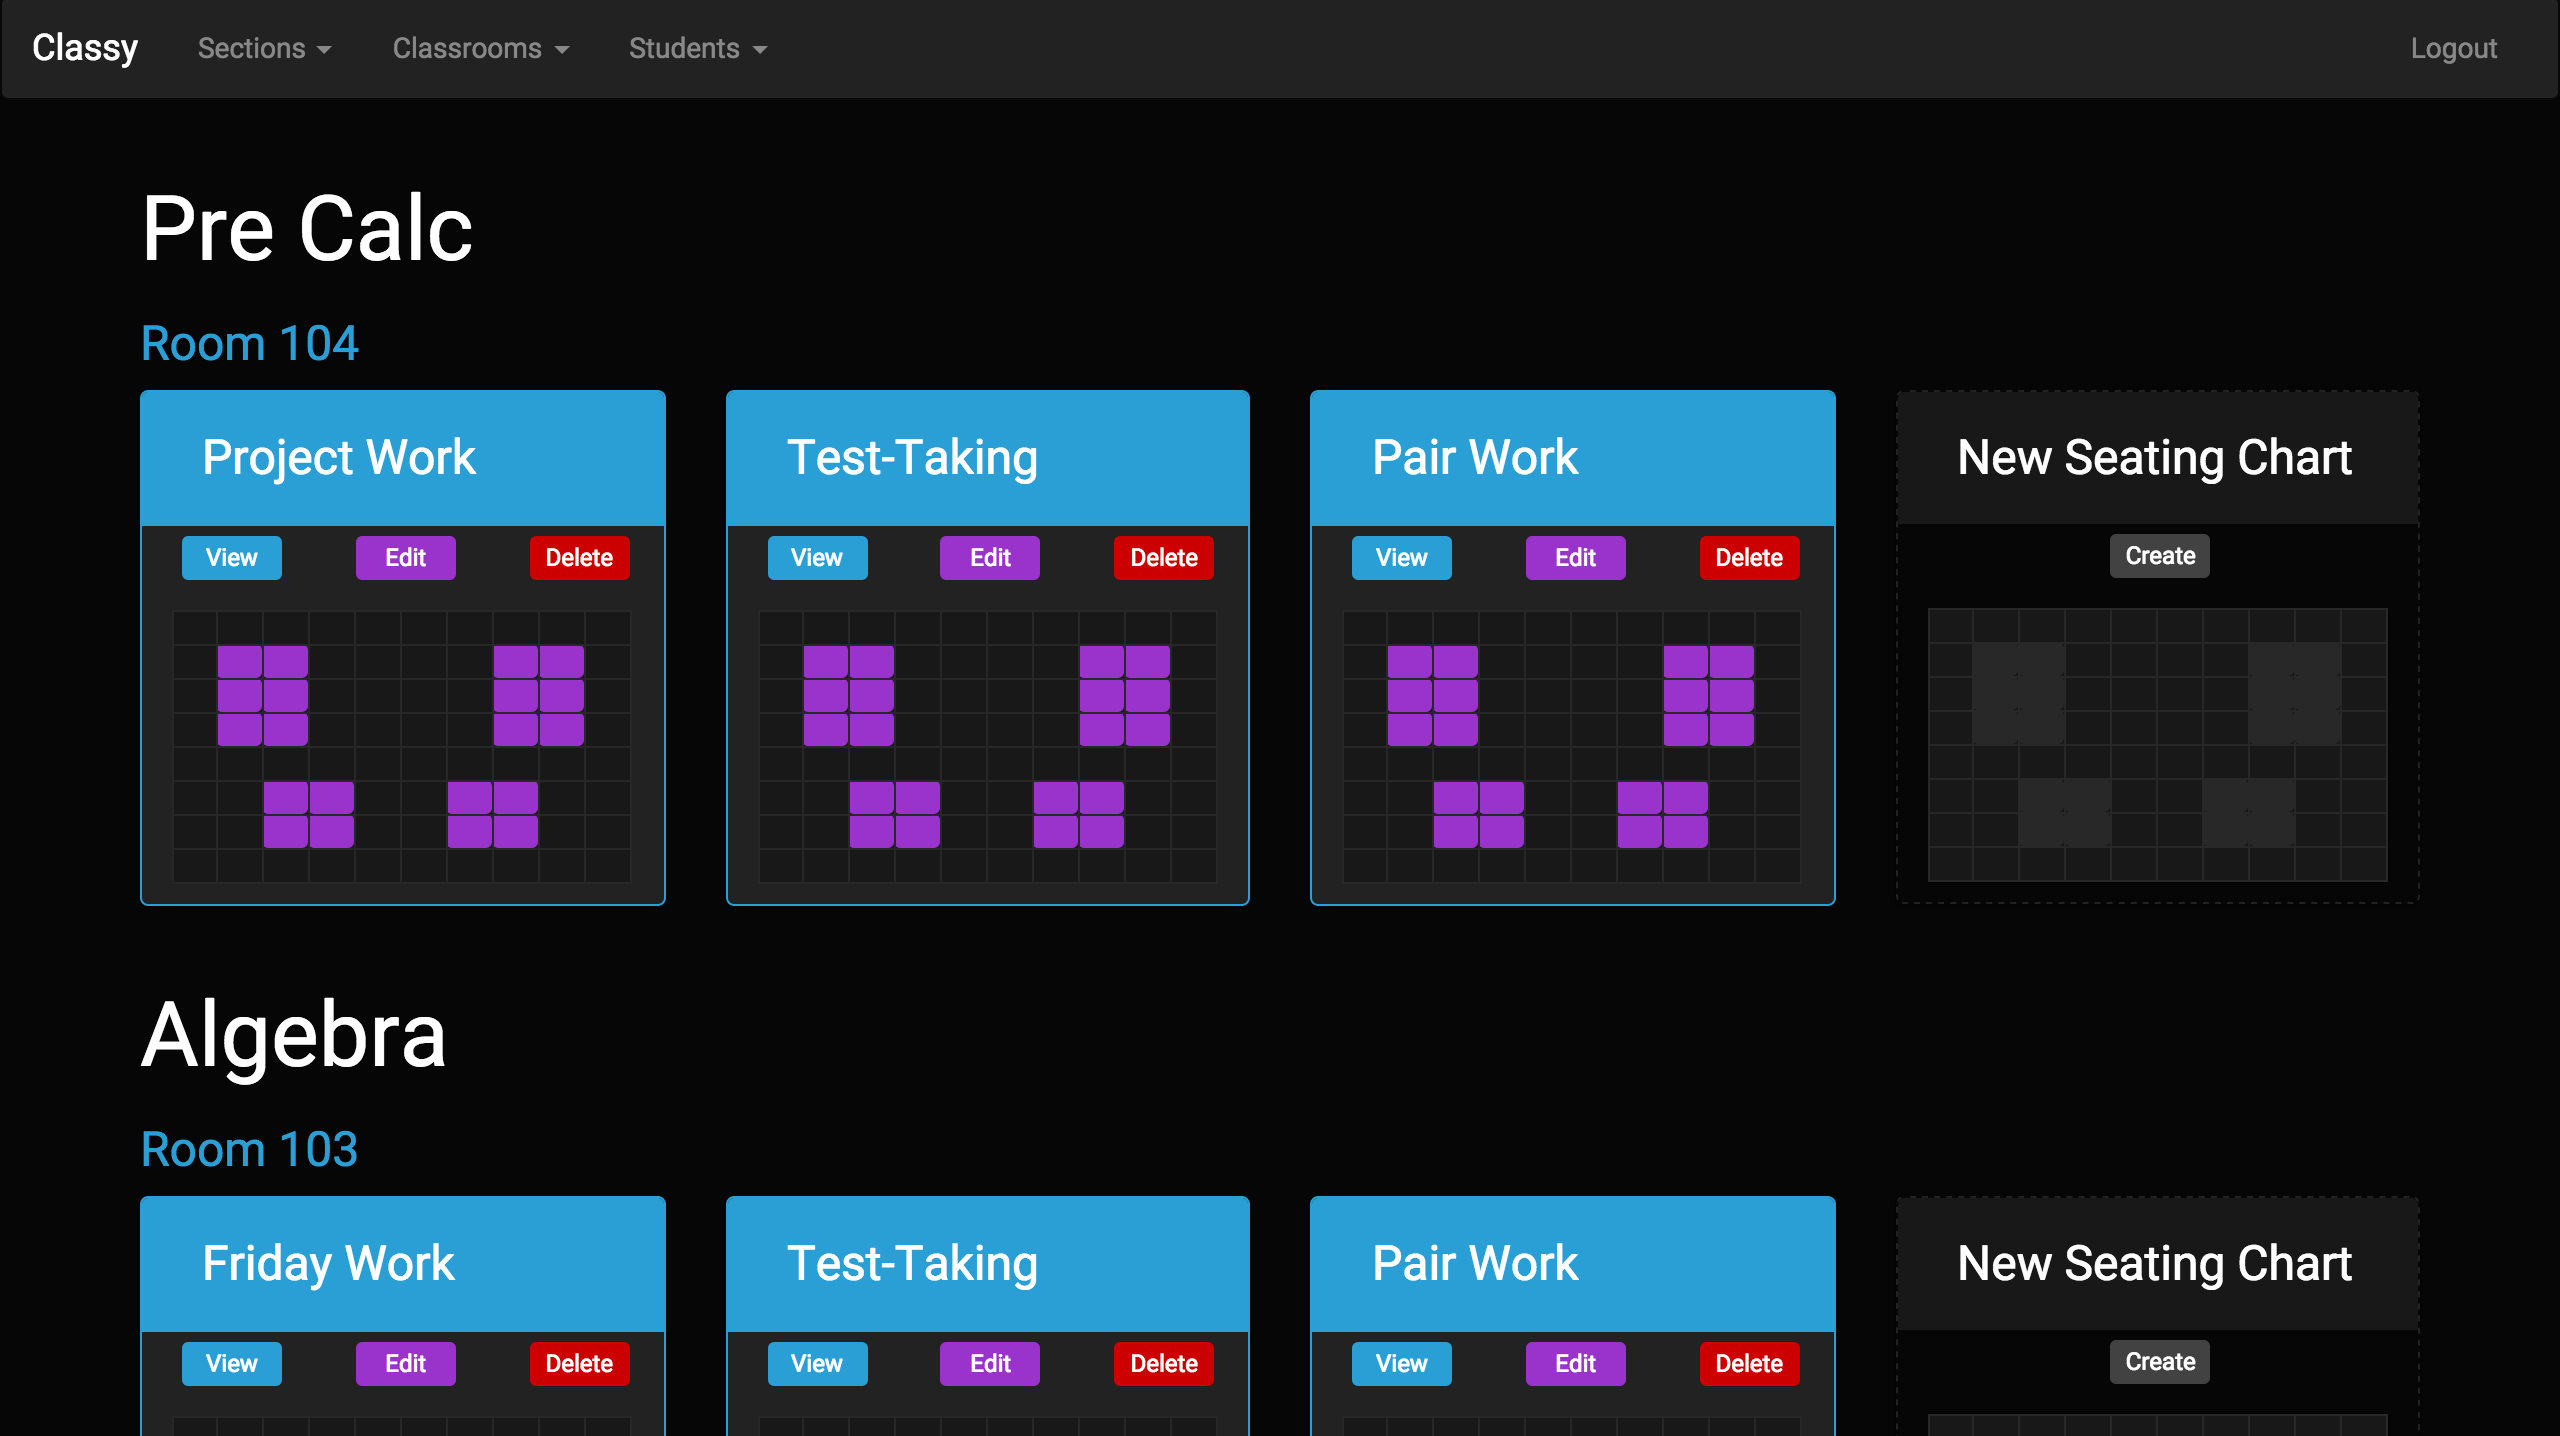 Classy Sections Classrooms Students Logout
Pre Calc
Room 104
Project Work Test-Taking Pair Work New Seating Chart
View Edit Delete View Edit Delete View Edit Delete Create
Algebra
Room 103
Friday Work Test-Taking Pair Work New Seating Chart
View Edit Delete View Edit Delete View Edit Delete Create